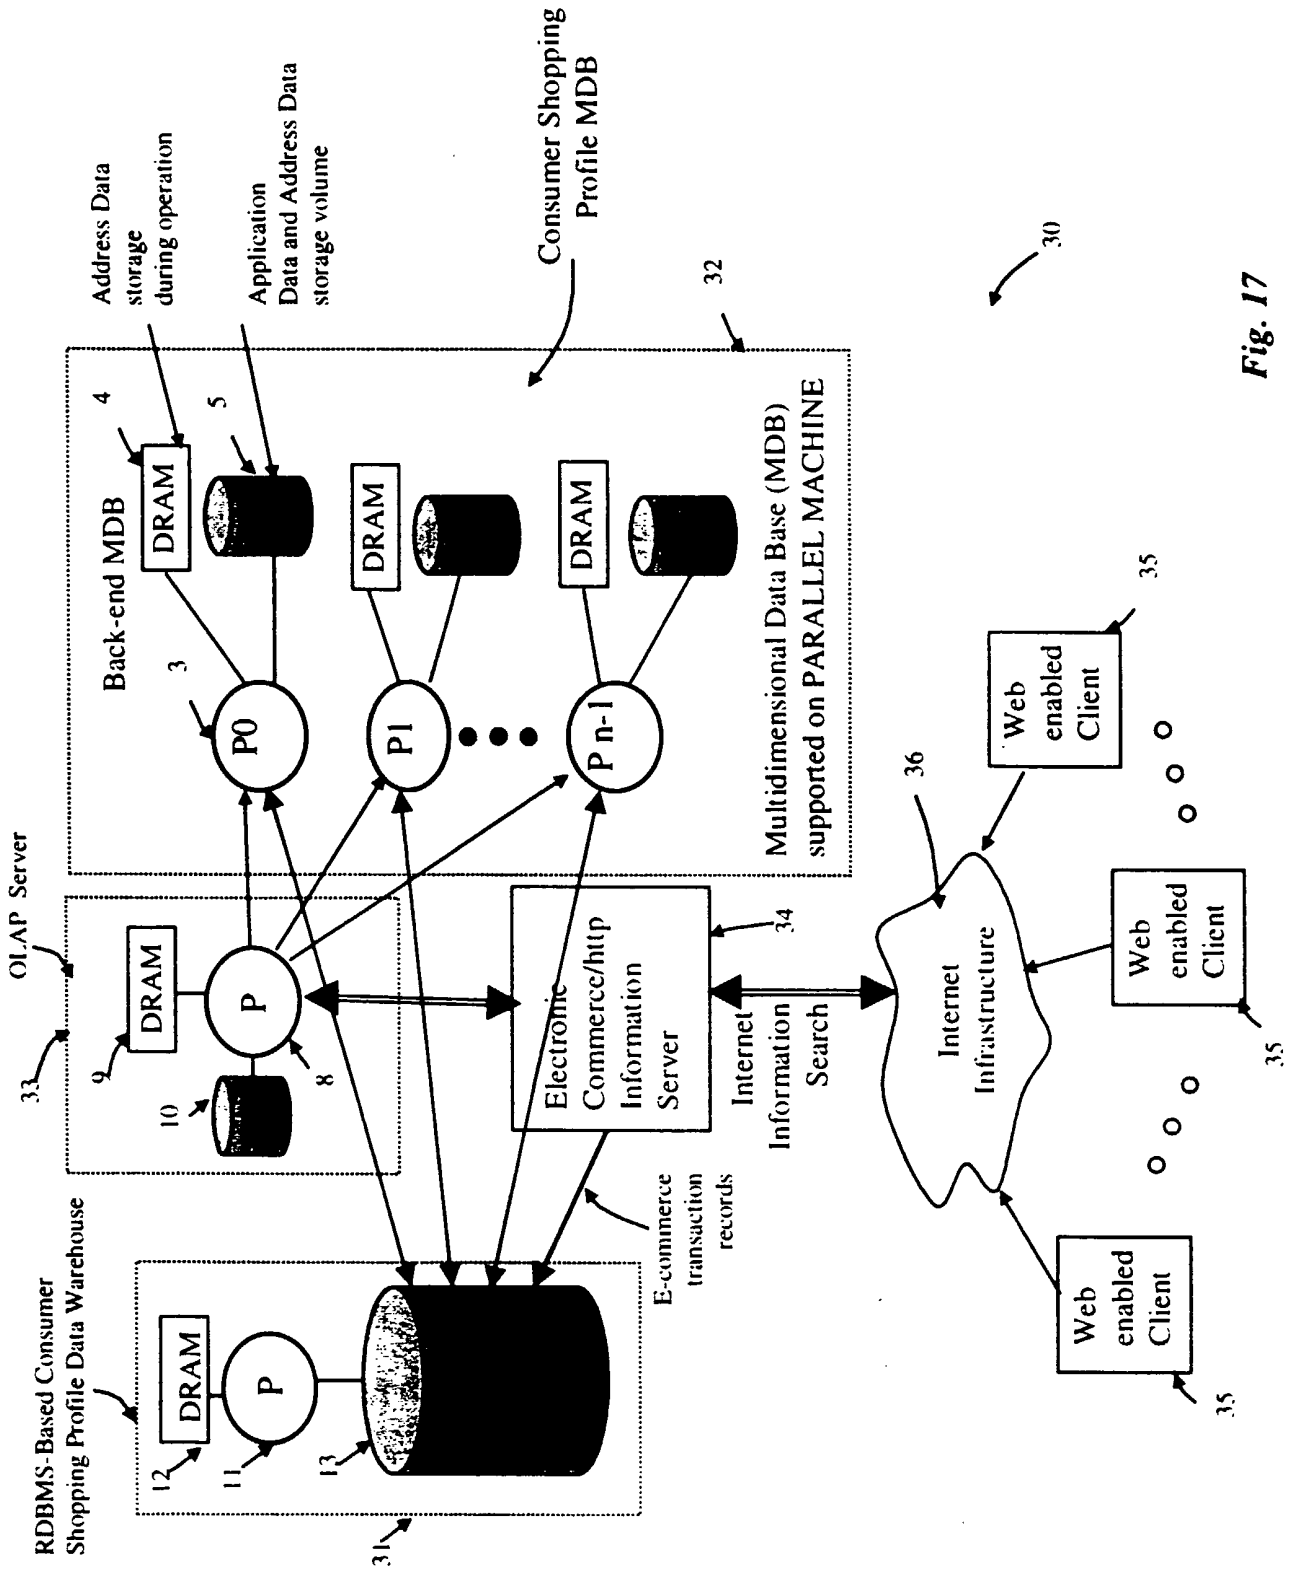 RDBMS-Based Consumer
Shopping Profile Data Warehouse
12
DRAM
11
P
13
31
OLAP Server
33
9
DRAM
10
P
8
Back-end MDB
3
4
DRAM
5
P0
DRAM
P1
DRAM
P n-1
Address Data
storage
during operation
Application
Data and Address Data
storage volume
Consumer Shopping
Profile MDB
32
Multidimensional Data Base (MDB)
supported on PARALLEL MACHINE
Electronic
Commerce/http
Information
Server
34
E-commerce
transaction
records
Internet
Information
Search
36
Internet
Infrastructure
Web
enabled
Client
35
Web
enabled
Client
35
Web
enabled
Client
35
30
Fig. 17